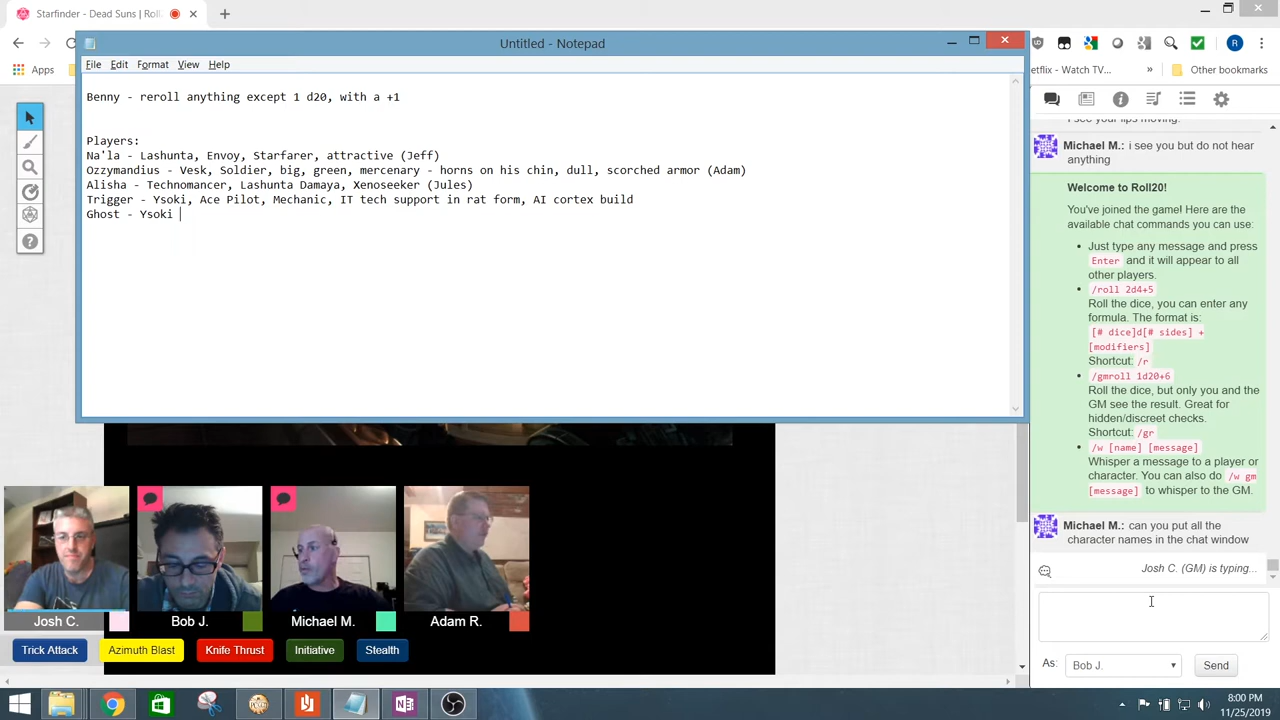 Starfinder - Dead Suns | Roll
Untitled - Notepad
File Edit Format View Help
Apps
etflix - Watch TV...
»
Other bookmarks
R
Benny - reroll anything except 1 d20, with a +1
Players:
Na'la - Lashunta, Envoy, Starfarer, attractive (Jeff)
Ozzymandius - Vesk, Soldier, big, green, mercenary - horns on his chin, dull, scorched armor (Adam)
Alisha - Technomancer, Lashunta Damaya, Xenoseeker (Jules)
Trigger - Ysoki, Ace Pilot, Mechanic, IT tech support in rat form, AI cortex build
Ghost - Ysoki
I see your lips moving.
Michael M.: i see you but do not hear
anything
Welcome to Roll20!
You've joined the game! Here are the
available chat commands you can use:
• Just type any message and press
Enter and it will appear to all
other players.
• /roll 2d4+5
Roll the dice, you can enter any
formula. The format is:
[# dice]d[# sides] +
[modifiers]
Shortcut: /r
• /gmroll 1d20+6
Roll the dice, but only you and the
GM see the result. Great for
hidden/discreet checks.
Shortcut: /gr
• /w [name] [message]
Whisper a message to a player or
character. You can also do /w gm
[message] to whisper to the GM.
Michael M.: can you put all the
character names in the chat window
Josh C. (GM) is typing...
As: Bob J. Send
Josh C.
Bob J.
Michael M.
Adam R.
Trick Attack
Azimuth Blast
Knife Thrust
Initiative
Stealth
8:00 PM
11/25/2019